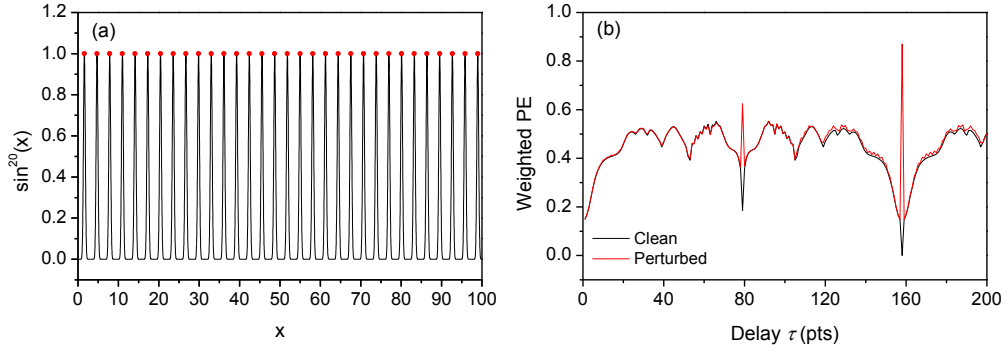 (a)
1.2
1.0
0.8
0.6
0.4
0.2
0.0
sin²⁰(x)
0 10 20 30 40 50 60 70 80 90 100
x
(b)
1.0
0.8
0.6
0.4
0.2
0.0
Weighted PE
Clean
Perturbed
0 40 80 120 160 200
Delay τ (pts)